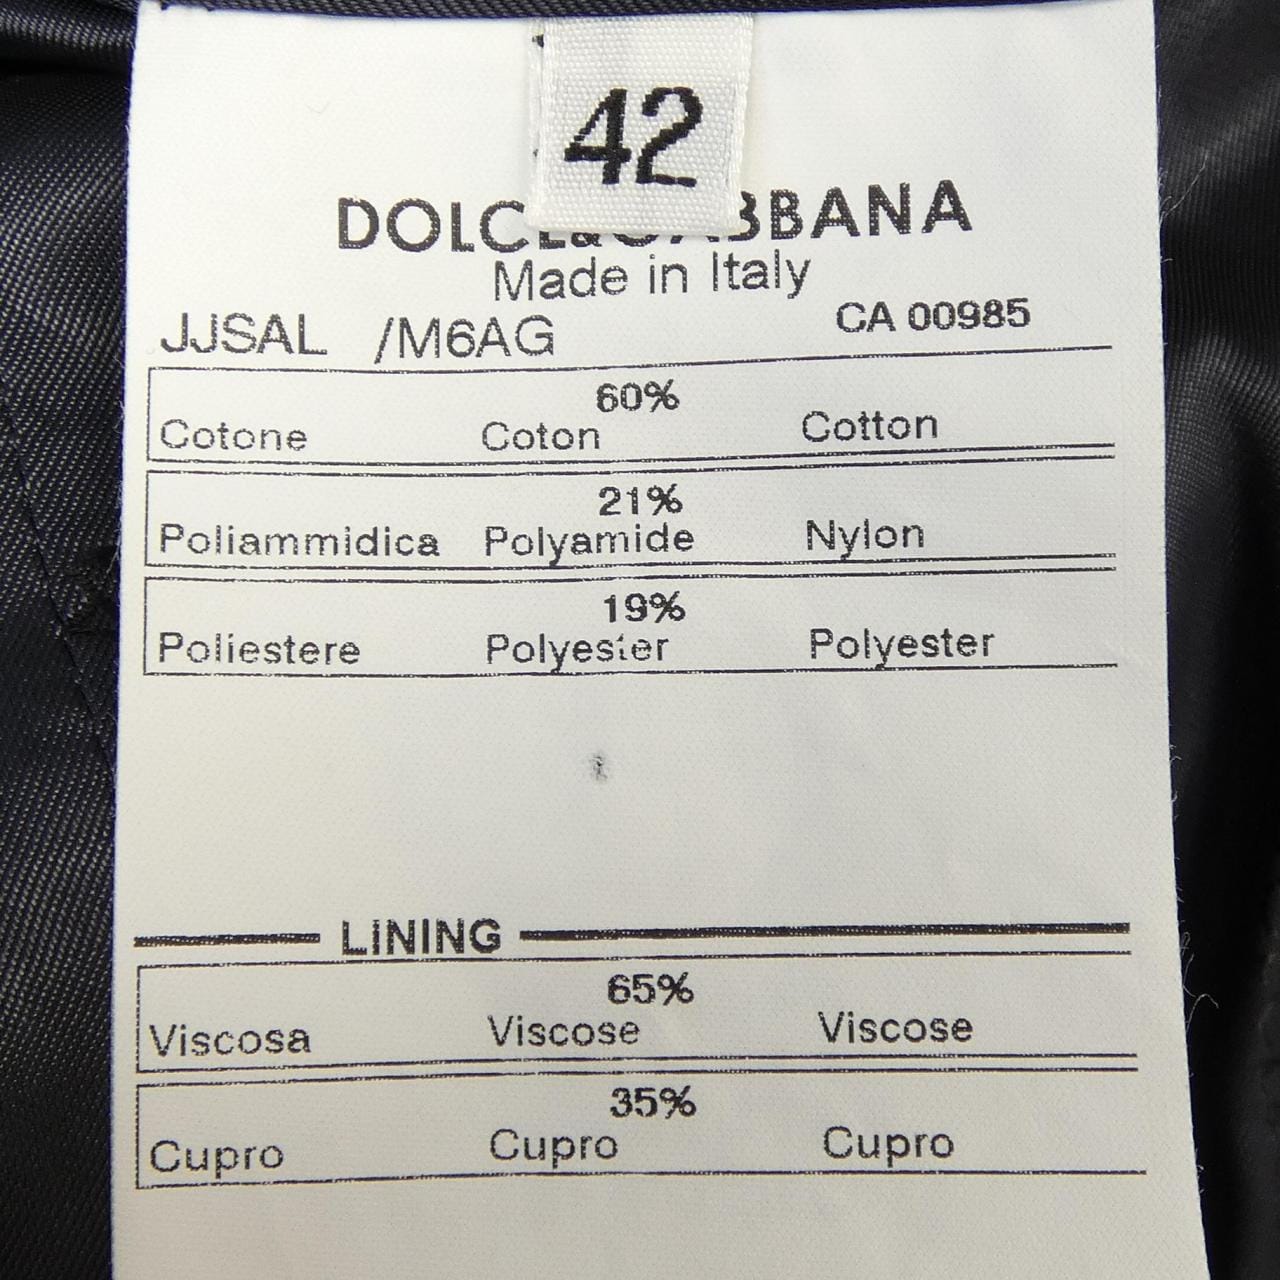 42
DOLCE&GABBANA
Made in Italy
JJSAL /M6AG CA 00985
60%
Cotone Coton Cotton
21%
Poliammidica Polyamide Nylon
19%
Poliestere Polyester Polyester
LINING
65%
Viscosa Viscose Viscose
35%
Cupro Cupro Cupro